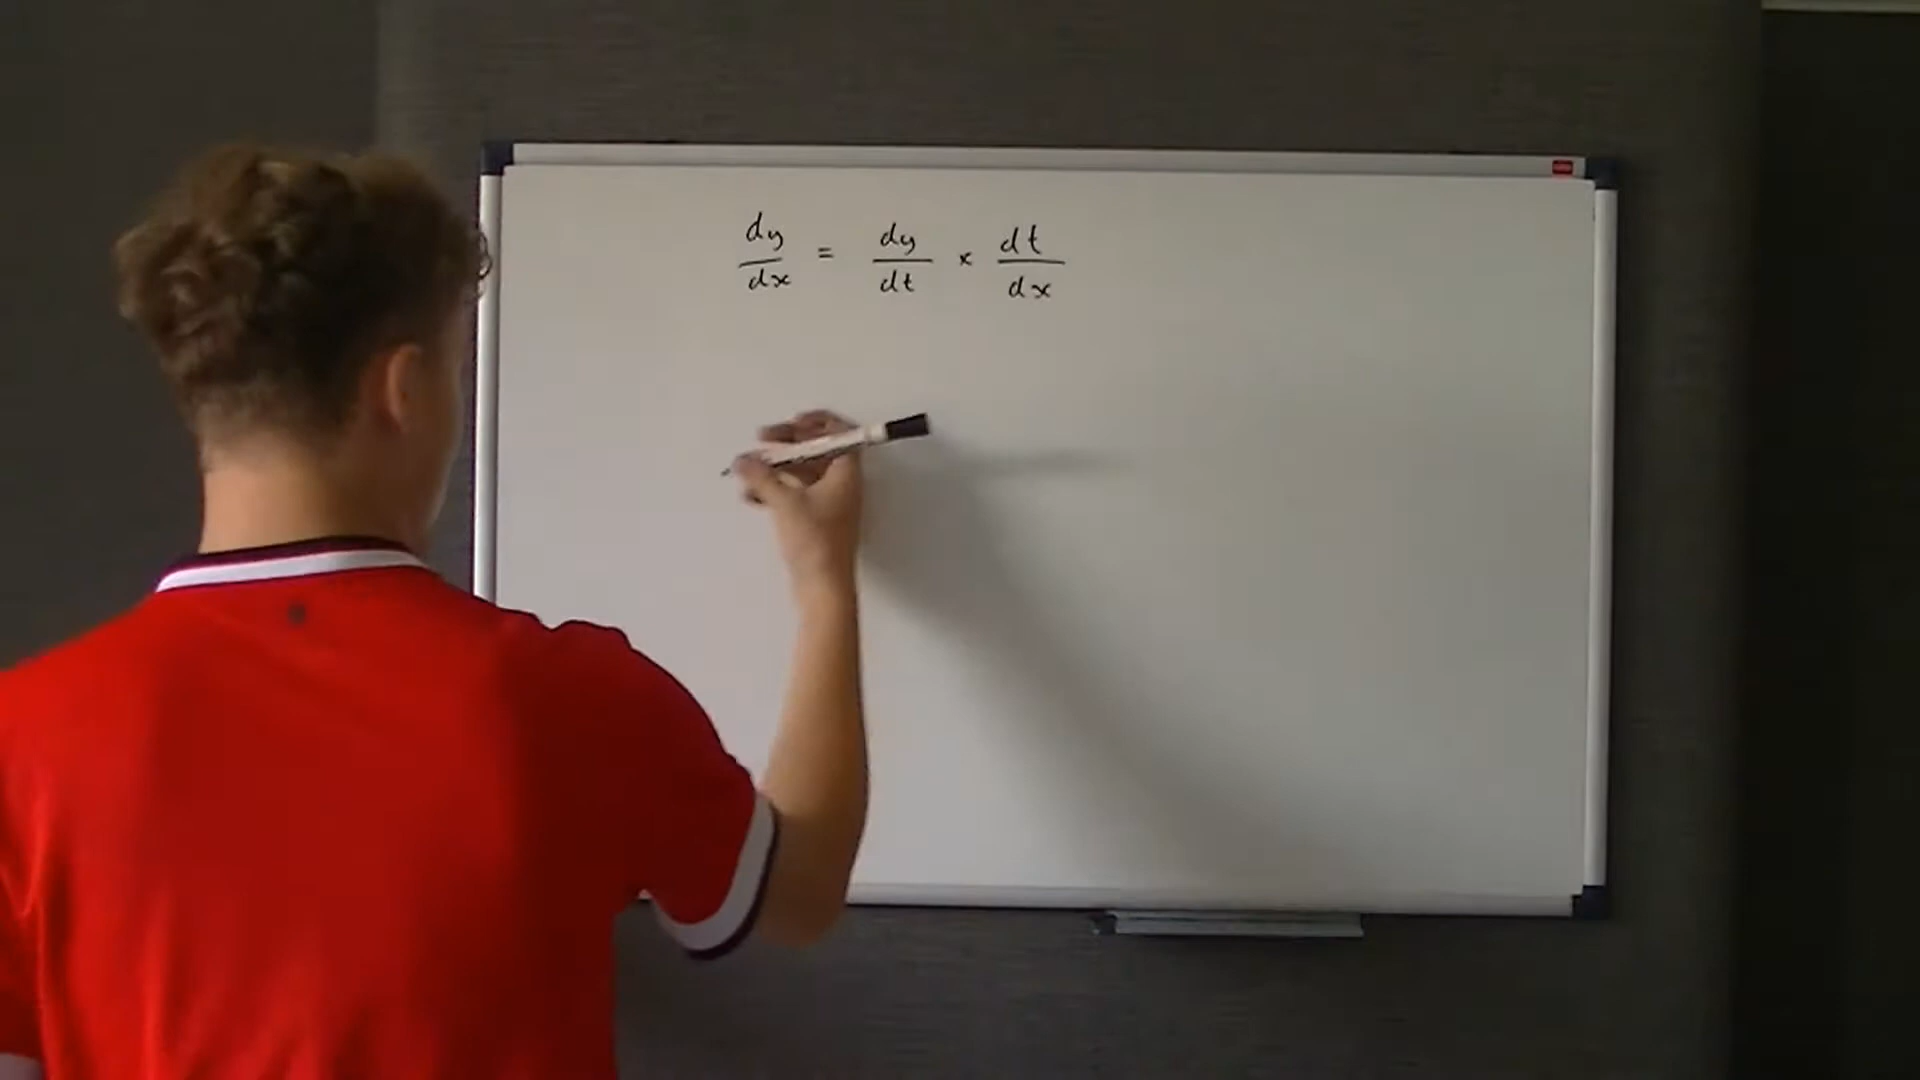 dy/dx = dy/dt × dt/dx